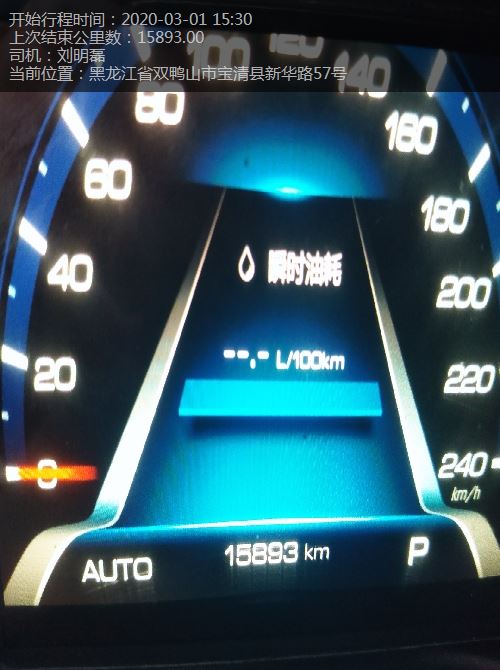 开始行程时间：2020-03-01 15:30
上次结束公里数：15893.00
司机：刘明磊
当前位置：黑龙江省双鸭山市宝清县新华路57号
100
120
140
80
160
60
180
40
瞬时油耗
200
--.- L/100km
20
220
0
240
km/h
AUTO
15893 km
P